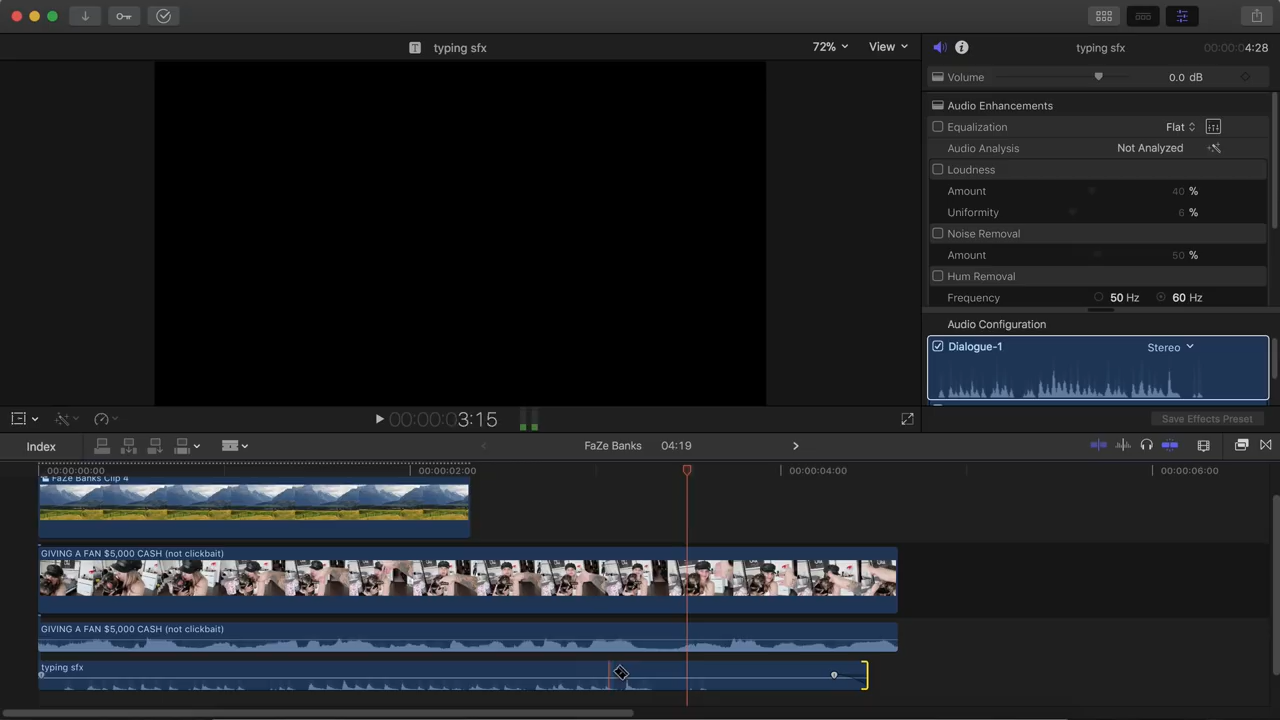 typing sfx
72%
View
typing sfx
00:00:04:28
Volume
0.0 dB
Audio Enhancements
Equalization
Flat
Audio Analysis
Not Analyzed
Loudness
Amount
40 %
Uniformity
6 %
Noise Removal
Amount
50 %
Hum Removal
Frequency
50 Hz
60 Hz
Audio Configuration
Dialogue-1
Stereo
00:00:03:15
Save Effects Preset
Index
FaZe Banks
04:19
00:00:00:00
00:00:02:00
00:00:04:00
00:00:06:00
FaZe Banks Clip 4
GIVING A FAN $5,000 CASH (not clickbait)
GIVING A FAN $5,000 CASH (not clickbait)
typing sfx